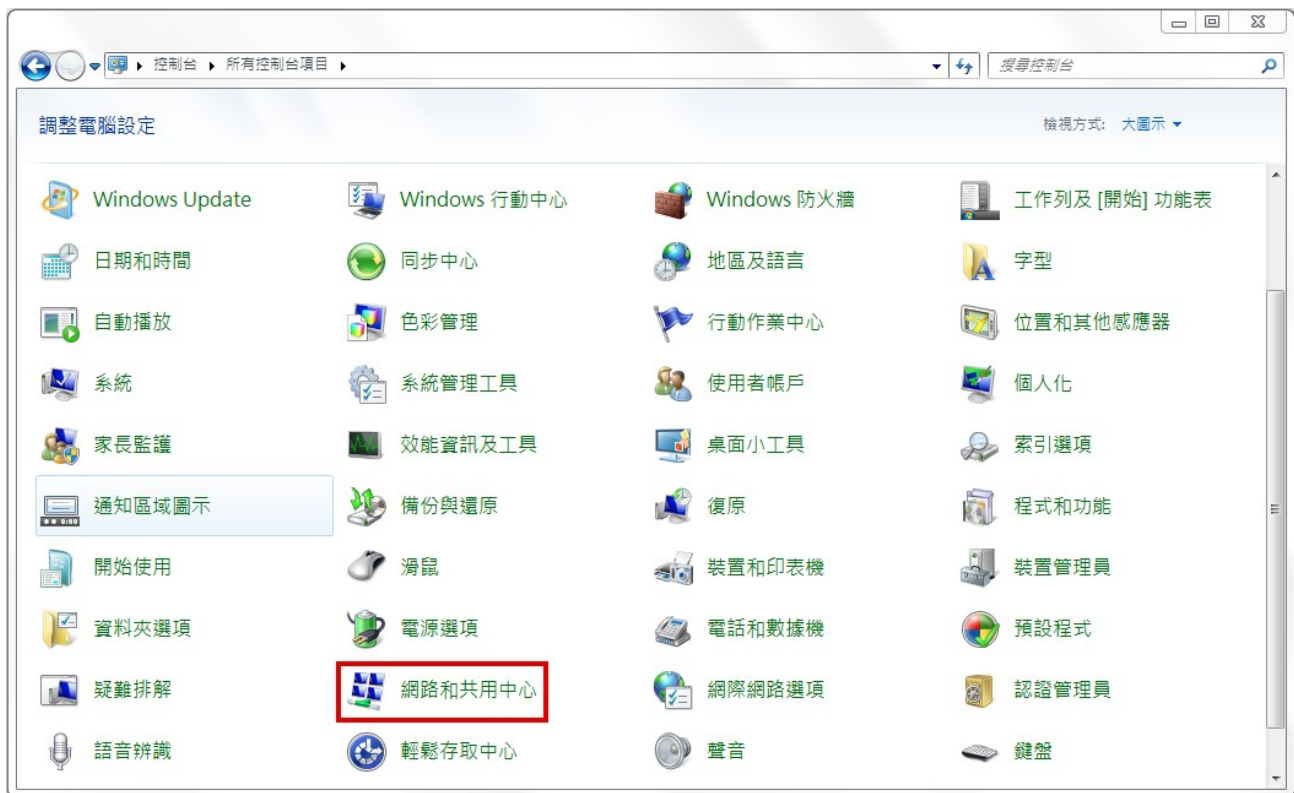 控制台 ▸ 所有控制台項目 ▸
搜尋控制台
調整電腦設定
檢視方式: 大圖示
Windows Update
Windows 行動中心
Windows 防火牆
工作列及 [開始] 功能表
日期和時間
同步中心
地區及語言
字型
自動播放
色彩管理
行動作業中心
位置和其他感應器
系統
系統管理工具
使用者帳戶
個人化
家長監護
效能資訊及工具
桌面小工具
索引選項
通知區域圖示
備份與還原
復原
程式和功能
開始使用
滑鼠
裝置和印表機
裝置管理員
資料夾選項
電源選項
電話和數據機
預設程式
疑難排解
網路和共用中心
網際網路選項
認證管理員
語音辨識
輕鬆存取中心
聲音
鍵盤